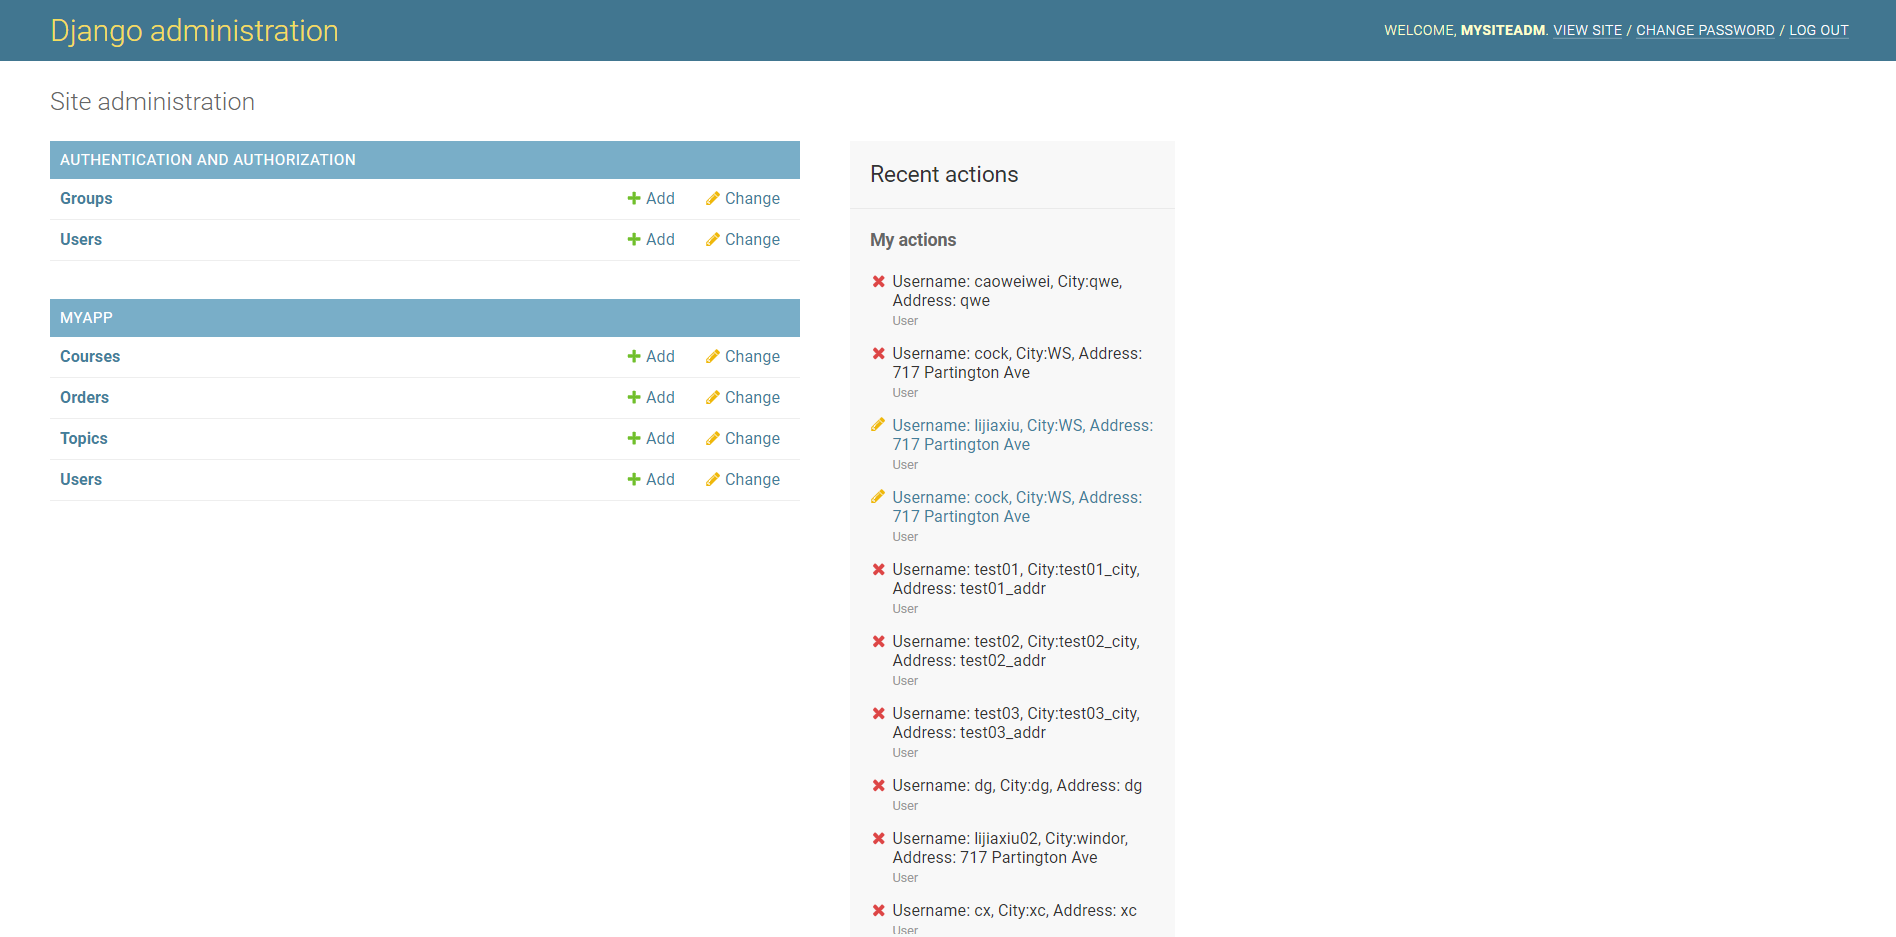 Django administration
WELCOME, MYSITEADM. VIEW SITE / CHANGE PASSWORD / LOG OUT
Site administration
AUTHENTICATION AND AUTHORIZATION
Groups Add Change
Users Add Change
MYAPP
Courses Add Change
Orders Add Change
Topics Add Change
Users Add Change
Recent actions
My actions
Username: caoweiwei, City:qwe,
Address: qwe
User
Username: cock, City:WS, Address:
717 Partington Ave
User
Username: lijiaxiu, City:WS, Address:
717 Partington Ave
User
Username: cock, City:WS, Address:
717 Partington Ave
User
Username: test01, City:test01_city,
Address: test01_addr
User
Username: test02, City:test02_city,
Address: test02_addr
User
Username: test03, City:test03_city,
Address: test03_addr
User
Username: dg, City:dg, Address: dg
User
Username: lijiaxiu02, City:windor,
Address: 717 Partington Ave
User
Username: cx, City:xc, Address: xc
User